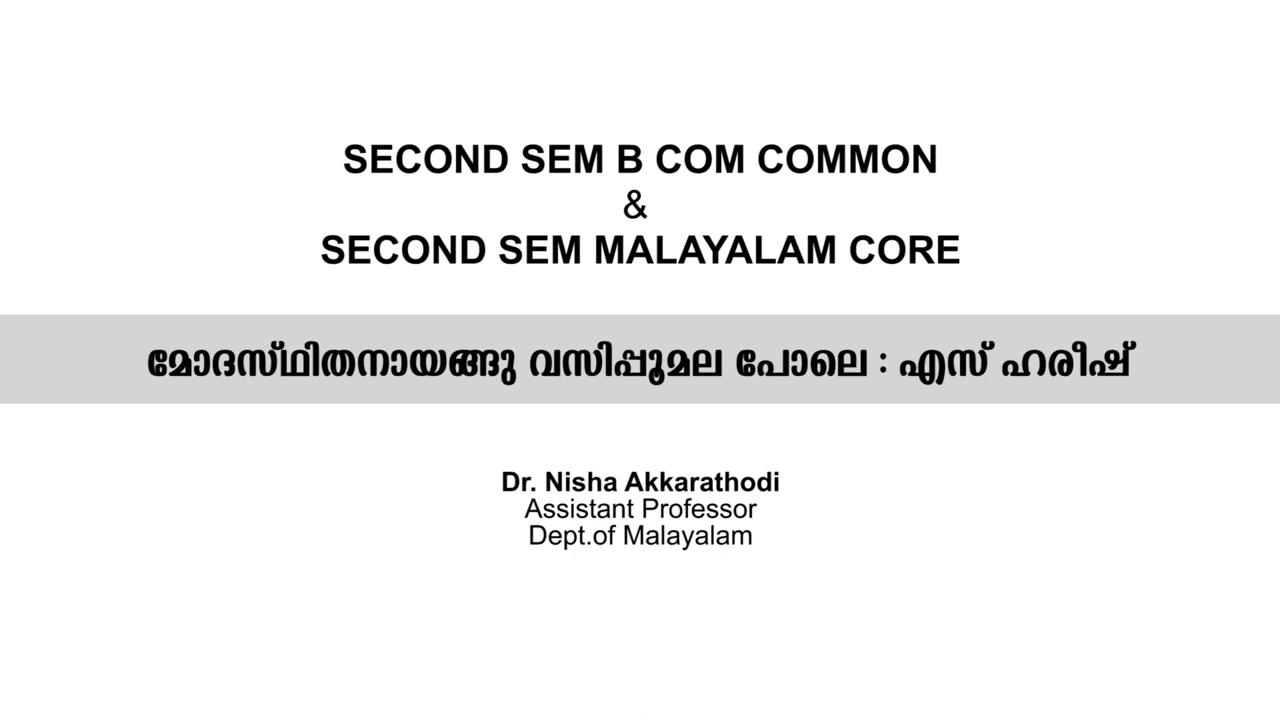 SECOND SEM B COM COMMON
&
SECOND SEM MALAYALAM CORE
മോദസ്ഥിതനായങ്ങു വസിപ്പൂമല പോലെ : എസ് ഹരീഷ്
Dr. Nisha Akkarathodi
Assistant Professor
Dept.of Malayalam